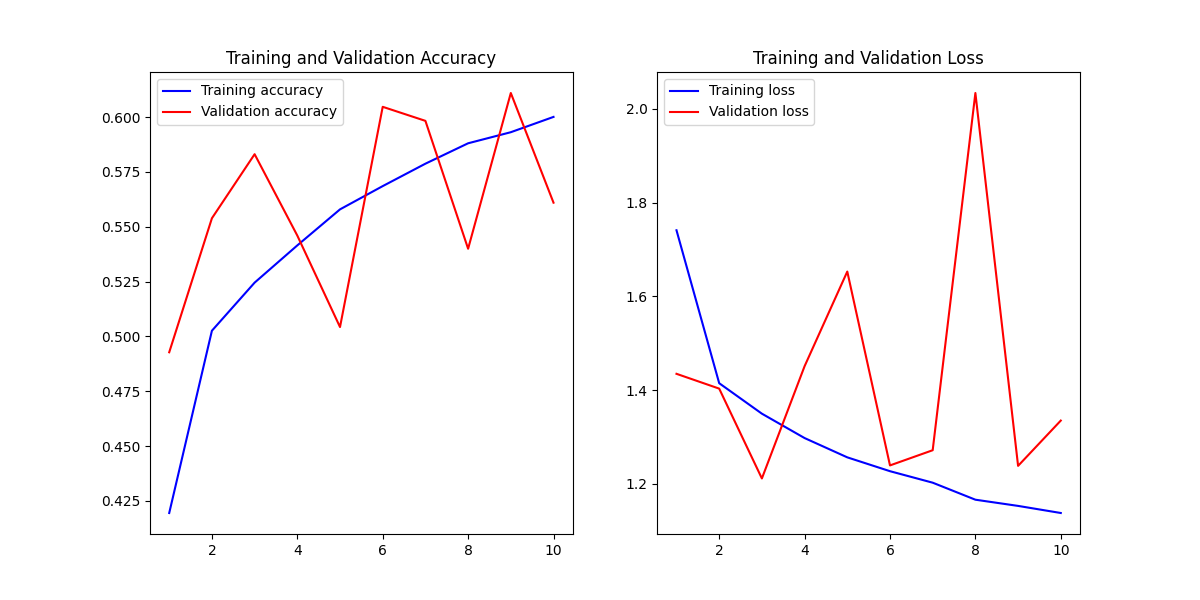 Training and Validation Accuracy
Training accuracy
Validation accuracy
0.600
0.575
0.550
0.525
0.500
0.475
0.450
0.425
2 4 6 8 10
Training and Validation Loss
Training loss
Validation loss
2.0
1.8
1.6
1.4
1.2
2 4 6 8 10